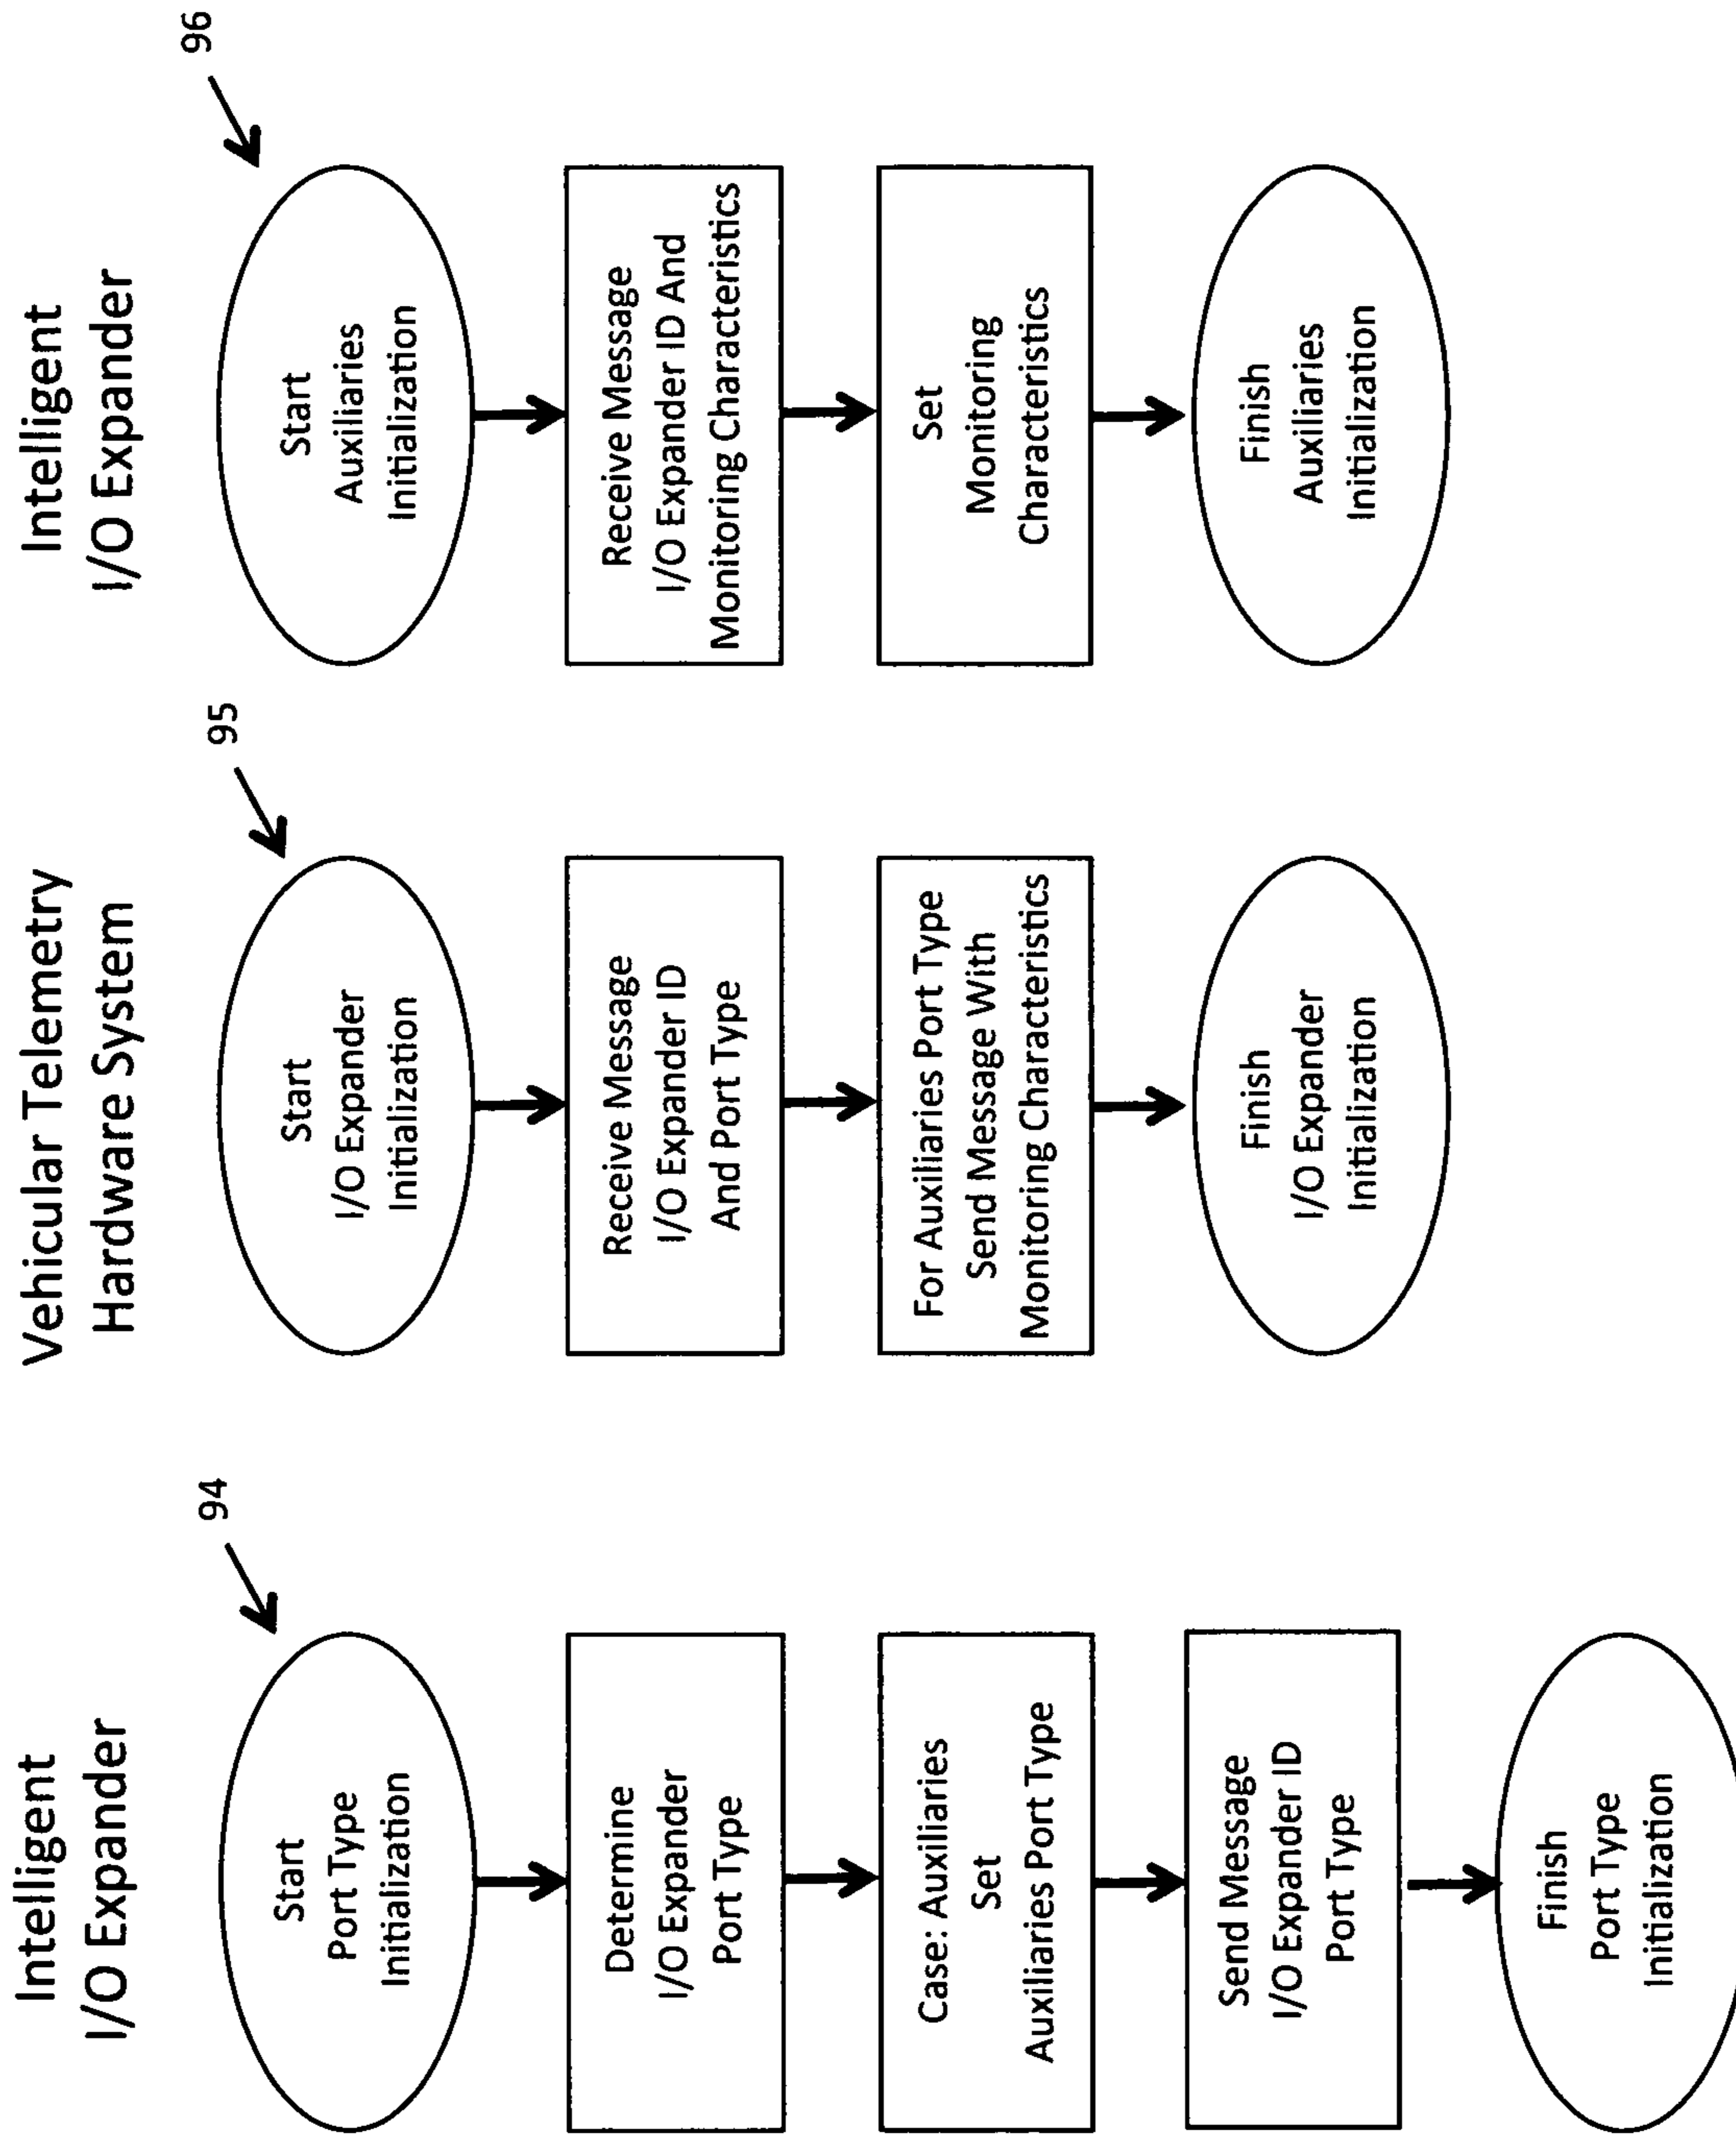 Intelligent
I/O Expander
94
Start
Port Type
Initialization
Determine
I/O Expander
Port Type
Case: Auxiliaries
Set
Auxiliaries Port Type
Send Message
I/O Expander ID
Port Type
Finish
Port Type
Initialization
Vehicular Telemetry
Hardware System
95
Start
I/O Expander
Initialization
Receive Message
I/O Expander ID
And Port Type
For Auxiliaries Port Type
Send Message With
Monitoring Characteristics
Finish
I/O Expander
Initialization
Intelligent
I/O Expander
96
Start
Auxiliaries
Initialization
Receive Message
I/O Expander ID And
Monitoring Characteristics
Set
Monitoring
Characteristics
Finish
Auxiliaries
Initialization